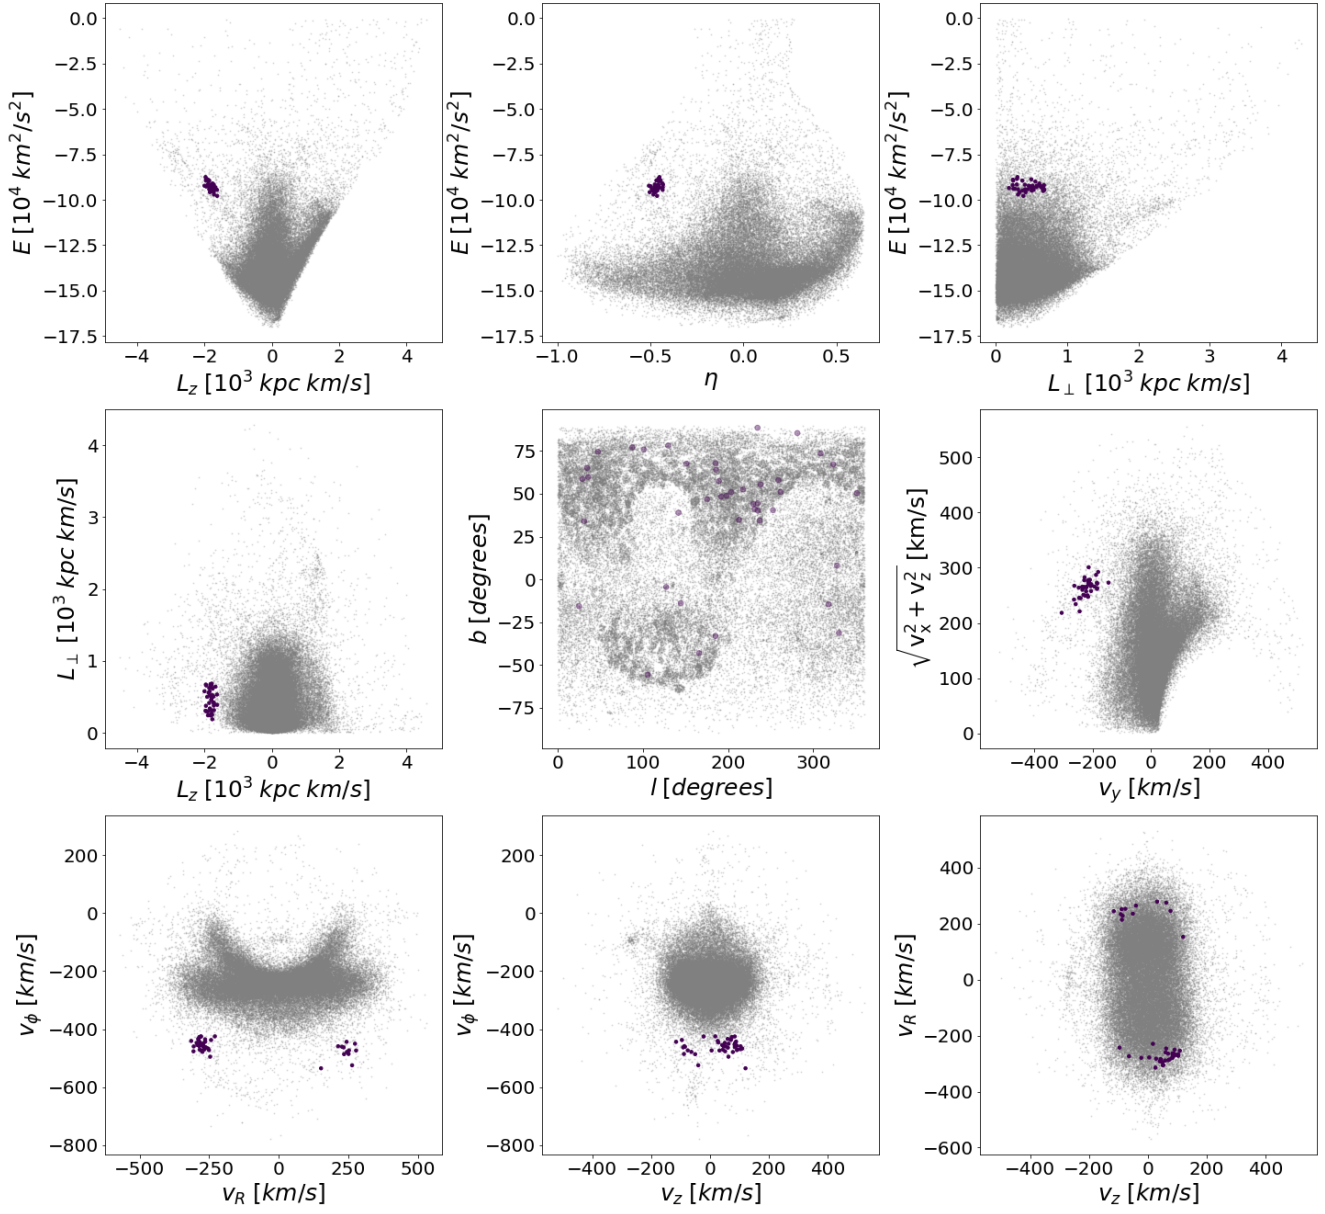 0.0
−2.5
−5.0
−7.5
−10.0
−12.5
−15.0
−17.5
E [10⁴ km²/s²]
−4 −2 0 2 4
L_z [10³ kpc km/s]
0.0
−2.5
−5.0
−7.5
−10.0
−12.5
−15.0
−17.5
E [10⁴ km²/s²]
−1.0 −0.5 0.0 0.5
η
0.0
−2.5
−5.0
−7.5
−10.0
−12.5
−15.0
−17.5
E [10⁴ km²/s²]
0 1 2 3 4
L_⊥ [10³ kpc km/s]
4
3
2
1
0
L_⊥ [10³ kpc km/s]
−4 −2 0 2 4
L_z [10³ kpc km/s]
75
50
25
0
−25
−50
−75
b [degrees]
0 100 200 300
l [degrees]
500
400
300
200
100
0
√v_x² + v_z² [km/s]
−400 −200 0 200 400
v_y [km/s]
200
0
−200
−400
−600
−800
v_ϕ [km/s]
−500 −250 0 250 500
v_R [km/s]
200
0
−200
−400
−600
−800
v_ϕ [km/s]
−400 −200 0 200 400
v_z [km/s]
400
200
0
−200
−400
−600
v_R [km/s]
−400 −200 0 200 400
v_z [km/s]